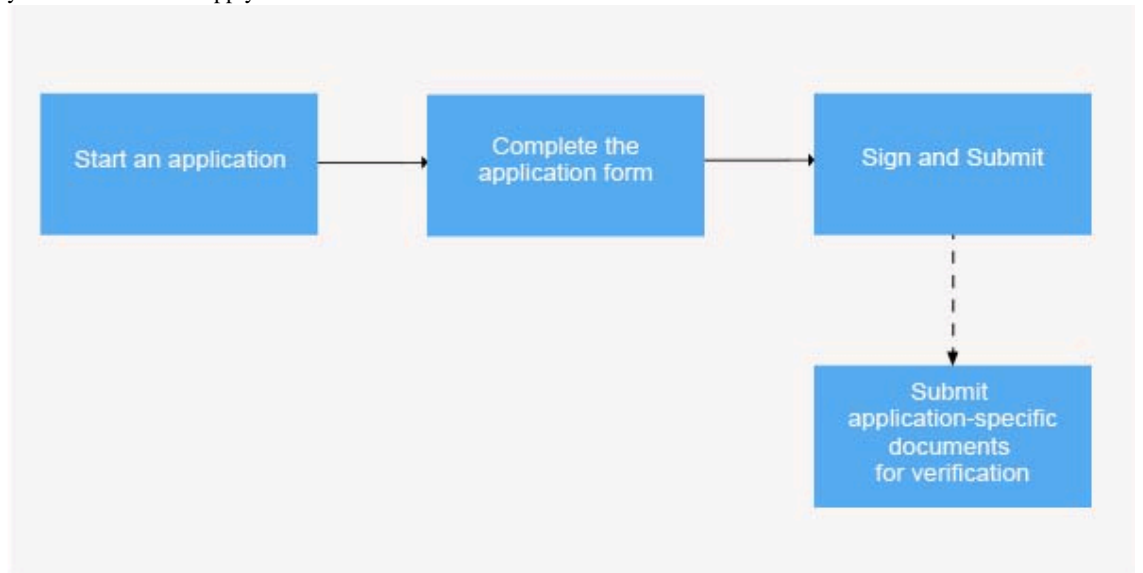 Start an application
Complete the
application form
Sign and Submit
Submit
application-specific
documents
for verification